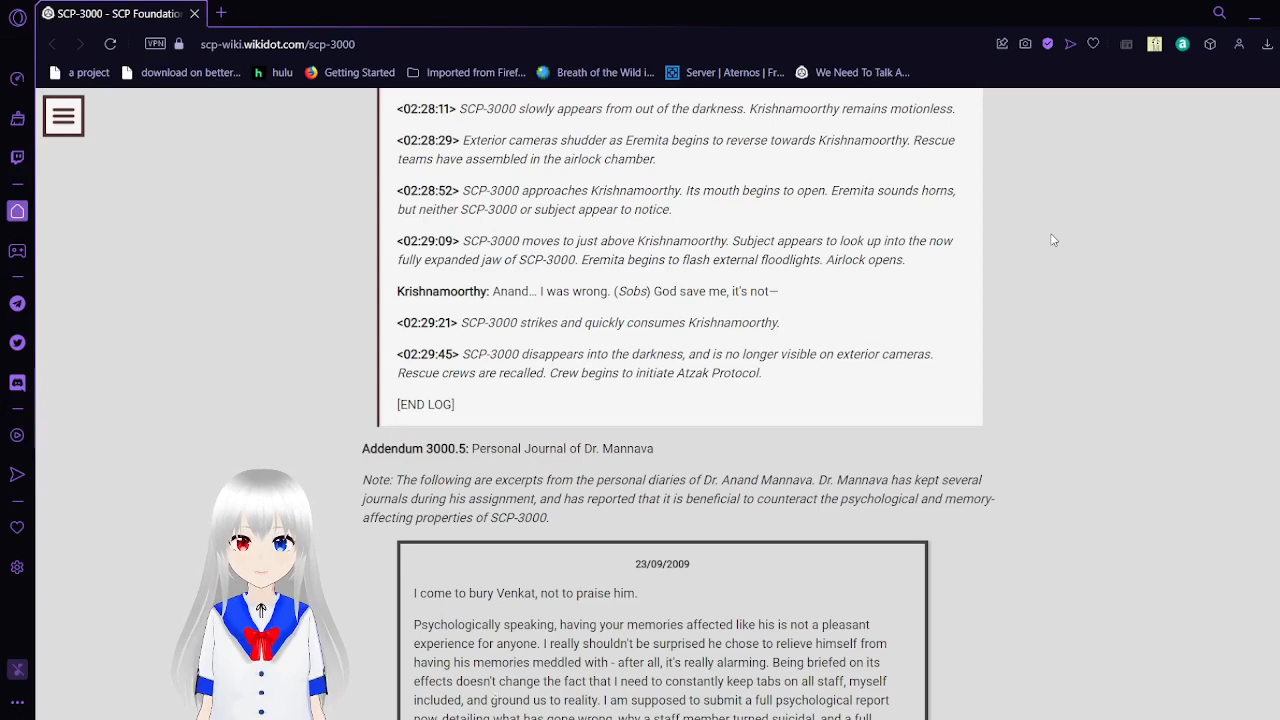 SCP-3000 - SCP Foundation
VPN
scp-wiki.wikidot.com/scp-3000
a project
download on better...
hulu
Getting Started
Imported from Firef...
Breath of the Wild i...
Server | Aternos | Fr...
We Need To Talk A...
<02:28:11> SCP-3000 slowly appears from out of the darkness. Krishnamoorthy remains motionless.
<02:28:29> Exterior cameras shudder as Eremita begins to reverse towards Krishnamoorthy. Rescue
teams have assembled in the airlock chamber.
<02:28:52> SCP-3000 approaches Krishnamoorthy. Its mouth begins to open. Eremita sounds horns,
but neither SCP-3000 or subject appear to notice.
<02:29:09> SCP-3000 moves to just above Krishnamoorthy. Subject appears to look up into the now
fully expanded jaw of SCP-3000. Eremita begins to flash external floodlights. Airlock opens.
Krishnamoorthy: Anand... I was wrong. (Sobs) God save me, it's not—
<02:29:21> SCP-3000 strikes and quickly consumes Krishnamoorthy.
<02:29:45> SCP-3000 disappears into the darkness, and is no longer visible on exterior cameras.
Rescue crews are recalled. Crew begins to initiate Atzak Protocol.
[END LOG]
Addendum 3000.5: Personal Journal of Dr. Mannava
Note: The following are excerpts from the personal diaries of Dr. Anand Mannava. Dr. Mannava has kept several
journals during his assignment, and has reported that it is beneficial to counteract the psychological and memory-
affecting properties of SCP-3000.
23/09/2009
I come to bury Venkat, not to praise him.
Psychologically speaking, having your memories affected like his is not a pleasant
experience for anyone. I really shouldn't be surprised he chose to relieve himself from
having his memories meddled with - after all, it's really alarming. Being briefed on its
effects doesn't change the fact that I need to constantly keep tabs on all staff, myself
included, and ground us to reality. I am supposed to submit a full psychological report
now, detailing what has gone wrong, why a staff member turned suicidal, and a full